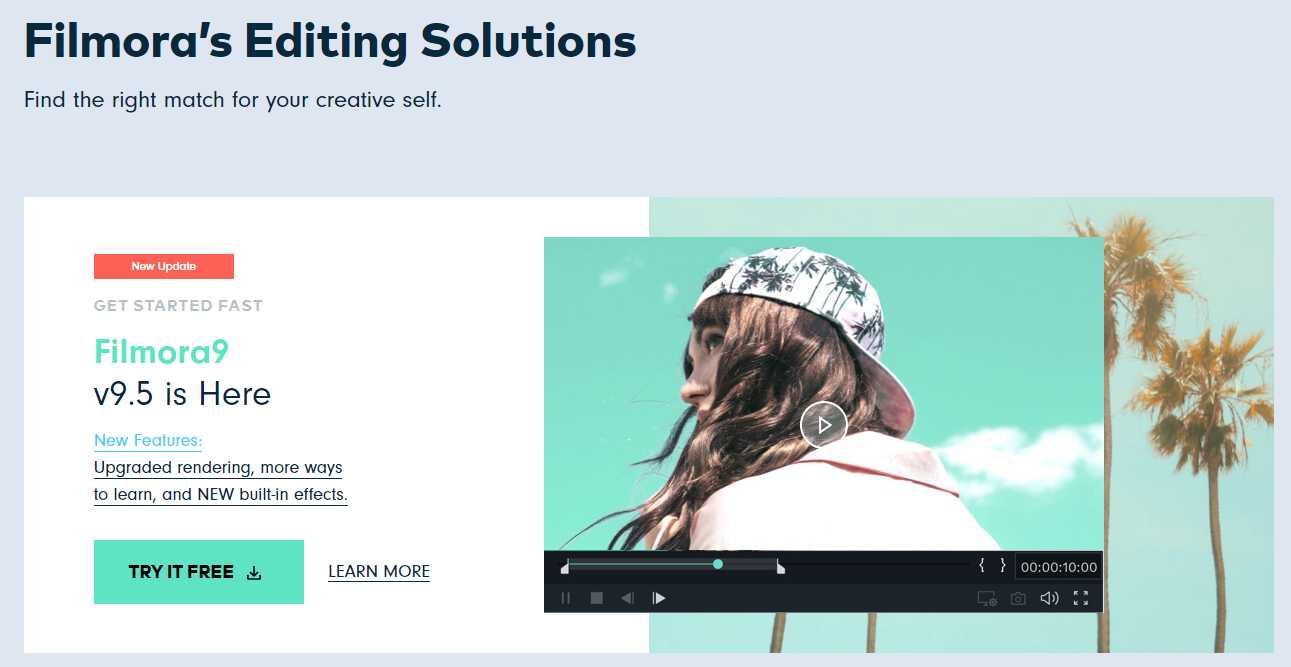 Filmora’s Editing Solutions
Find the right match for your creative self.
New Update
GET STARTED FAST
Filmora9
v9.5 is Here
New Features:
Upgraded rendering, more ways
to learn, and NEW built-in effects.
TRY IT FREE
LEARN MORE
{ } 00:00:10:00